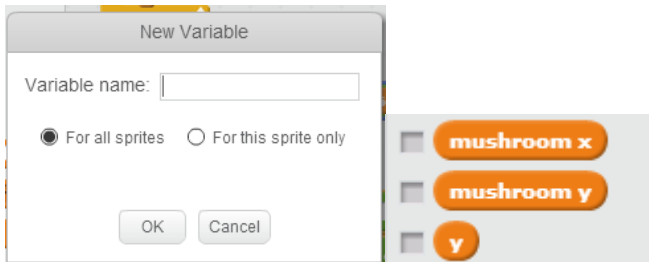 New Variable
Variable name:
For all sprites For this sprite only
OK Cancel
mushroom x
mushroom y
y